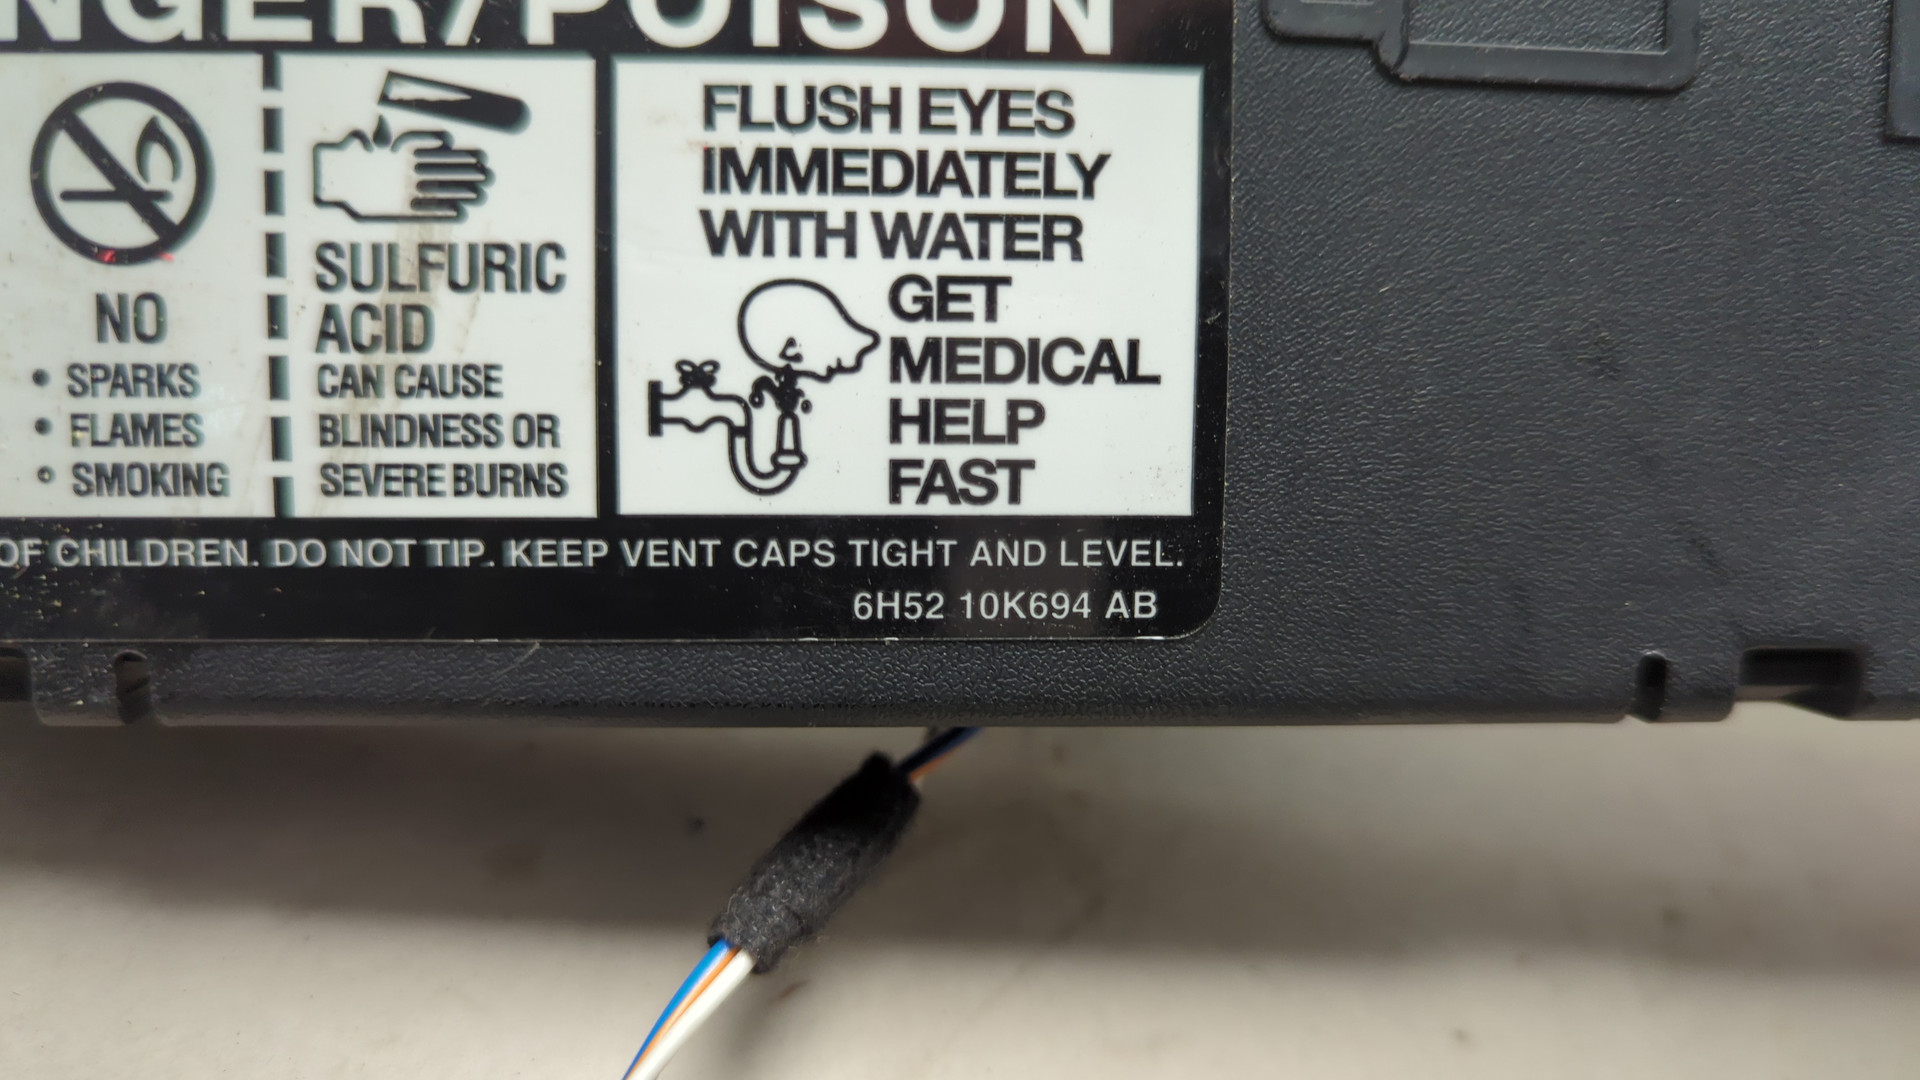 NGER/POISON
NO
• SPARKS
• FLAMES
• SMOKING
SULFURIC
ACID
CAN CAUSE
BLINDNESS OR
SEVERE BURNS
FLUSH EYES
IMMEDIATELY
WITH WATER
GET
MEDICAL
HELP
FAST
OF CHILDREN. DO NOT TIP. KEEP VENT CAPS TIGHT AND LEVEL.
6H52 10K694 AB